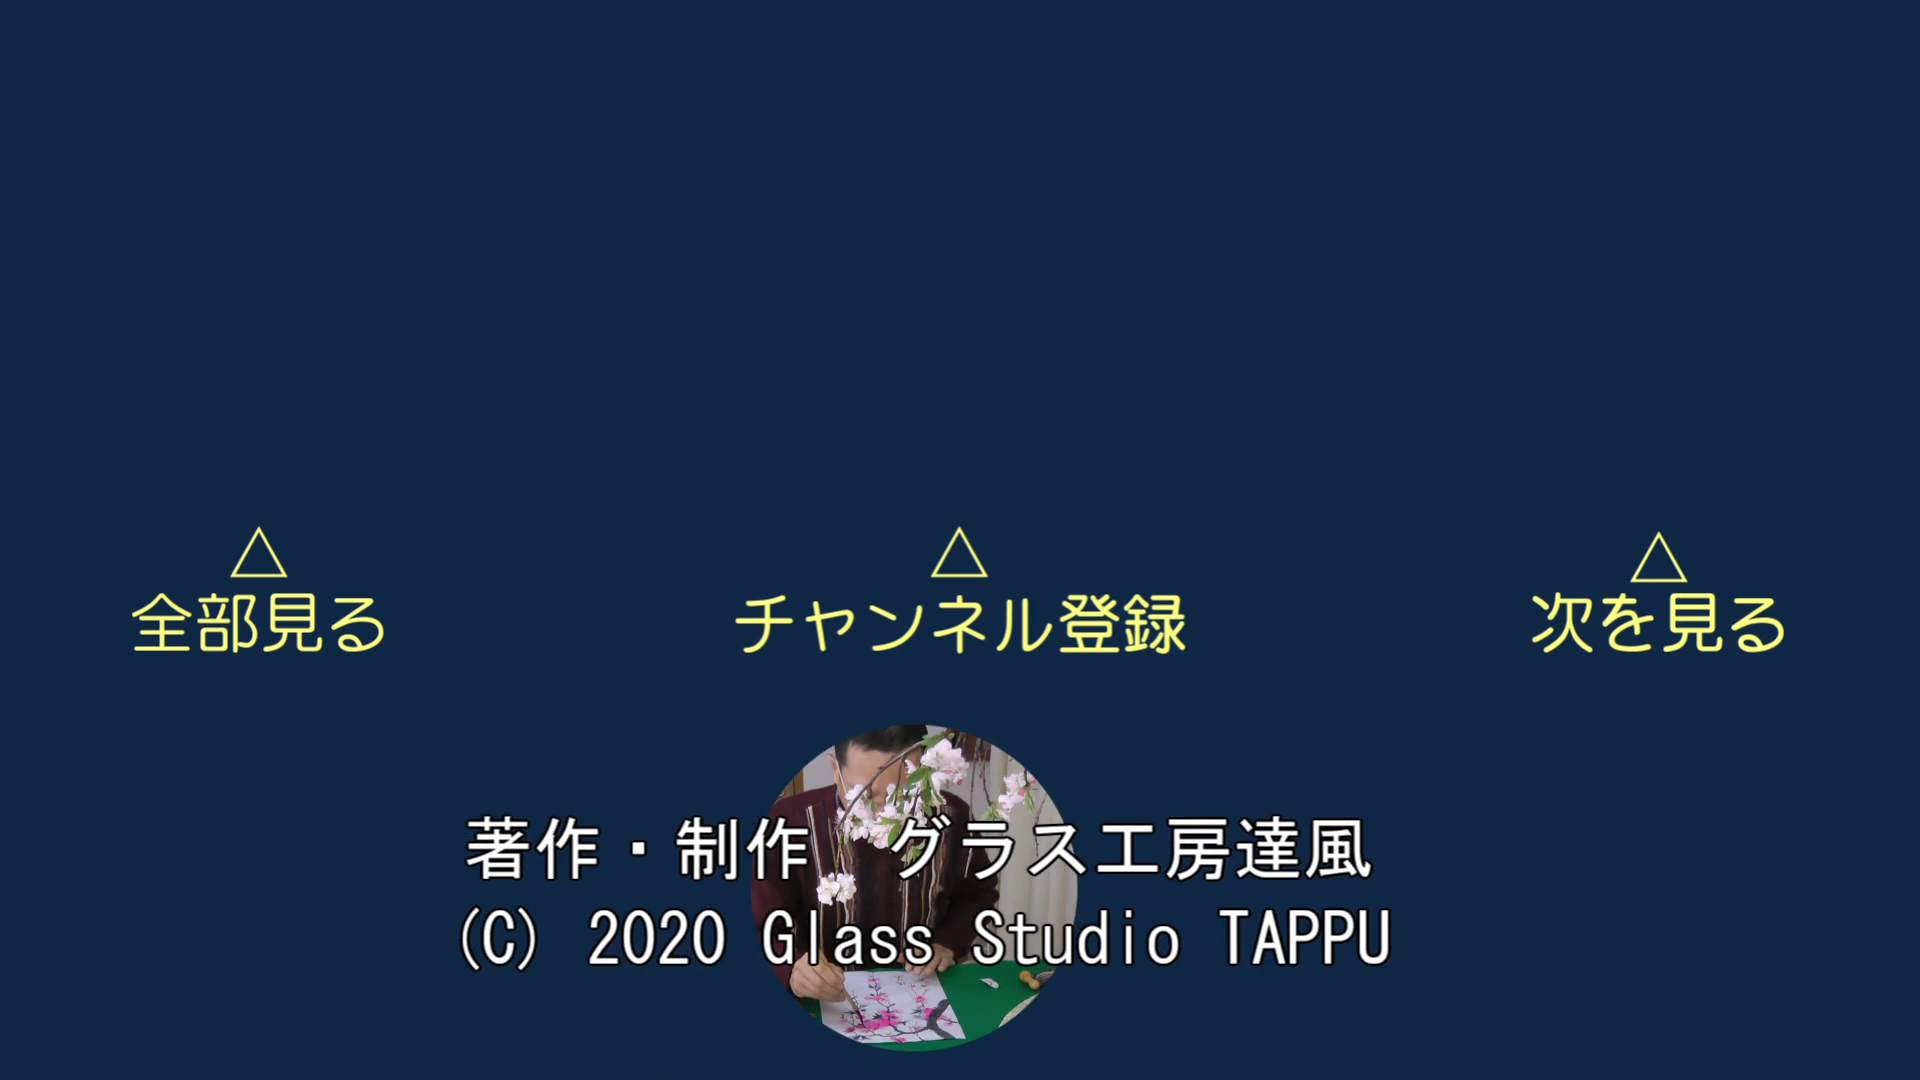 △ △ △
全部見る チャンネル登録 次を見る
著作・制作　グラス工房達風
(C) 2020 Glass Studio TAPPU